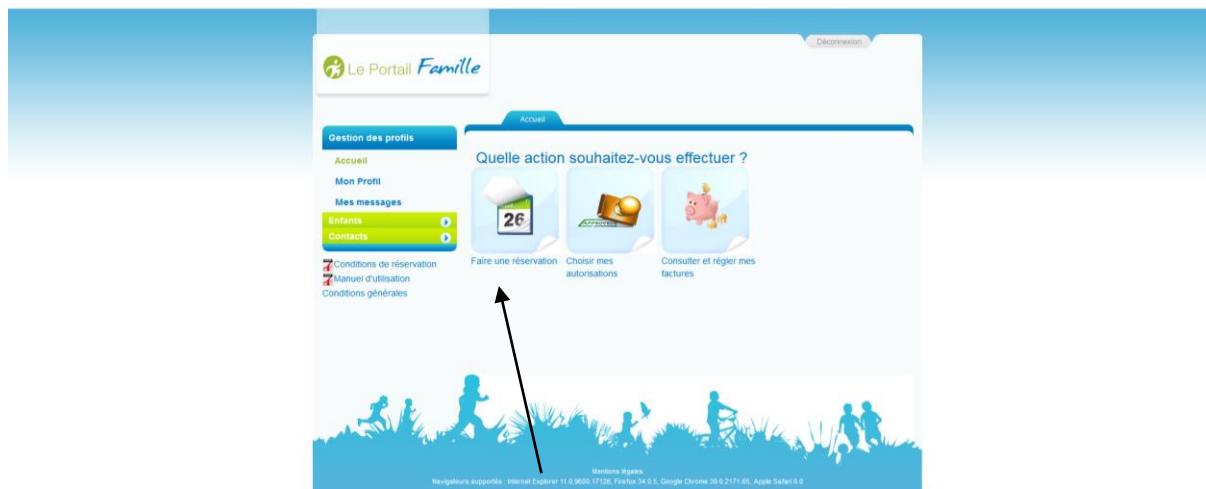 Déconnexion
Le Portail Famille
Accueil
Gestion des profils
Accueil
Mon Profil
Mes messages
Enfants
Contacts
Conditions de réservation
Manuel d'utilisation
Conditions générales
Quelle action souhaitez-vous effectuer ?
26
APPROVED
Faire une réservation
Choisir mes
autorisations
Consulter et régler mes
factures
Mentions légales
Navigateurs supportés : Internet Explorer 11.0.9600.17126, Firefox 34.0.5, Google Chrome 39.0.2171.65, Apple Safari 8.0